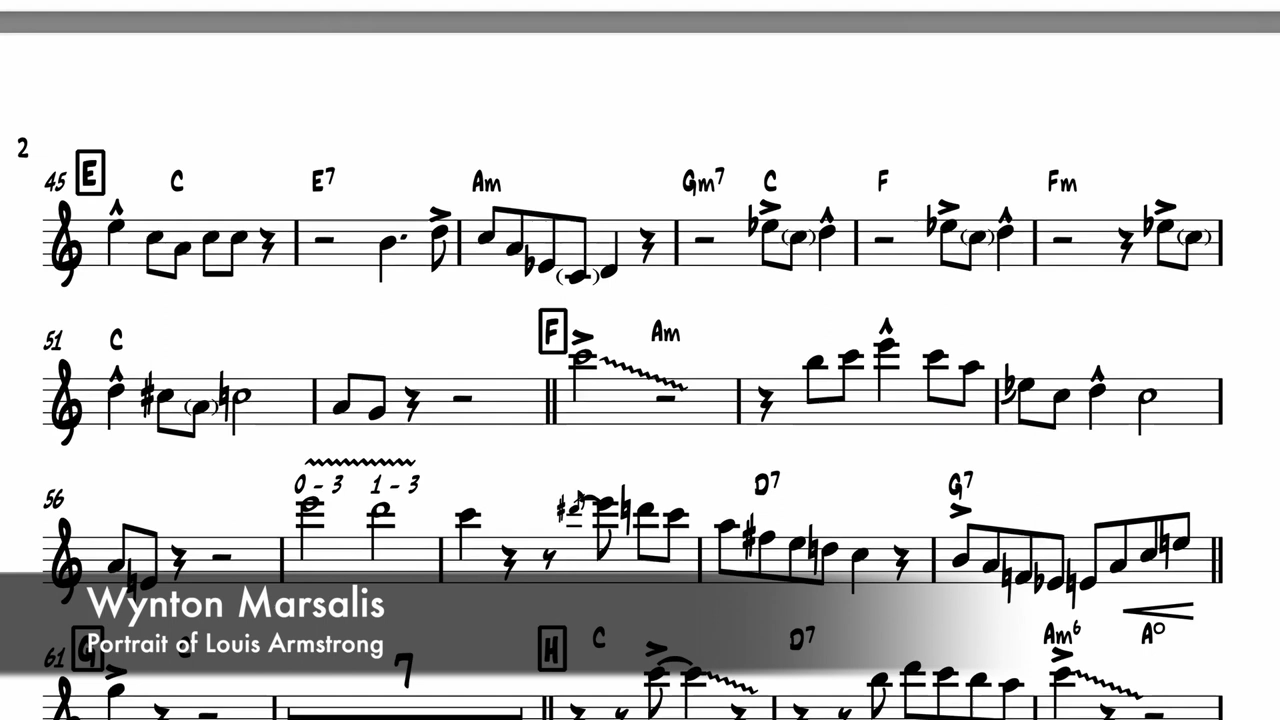 2
45 E C E7 Am Gm7 C F Fm
51 C F Am
56 0 - 3 1 - 3 D7 G7
Wynton Marsalis
Portrait of Louis Armstrong
61 G C 7 H C D7 Am6 A°